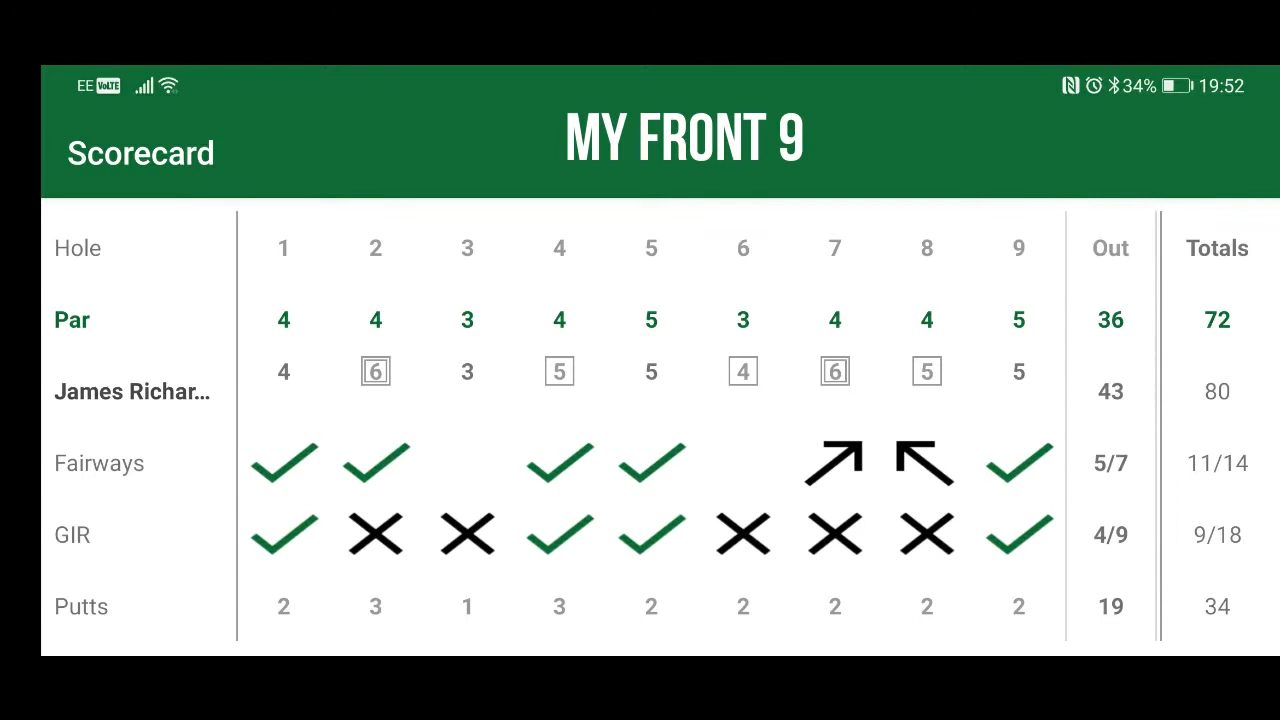 EE VoLTE 34% 19:52
MY FRONT 9
Scorecard
Hole 1 2 3 4 5 6 7 8 9 Out Totals
Par 4 4 3 4 5 3 4 4 5 36 72
James Richar... 4 6 3 5 5 4 6 5 5 43 80
Fairways 5/7 11/14
GIR 4/9 9/18
Putts 2 3 1 3 2 2 2 2 2 19 34